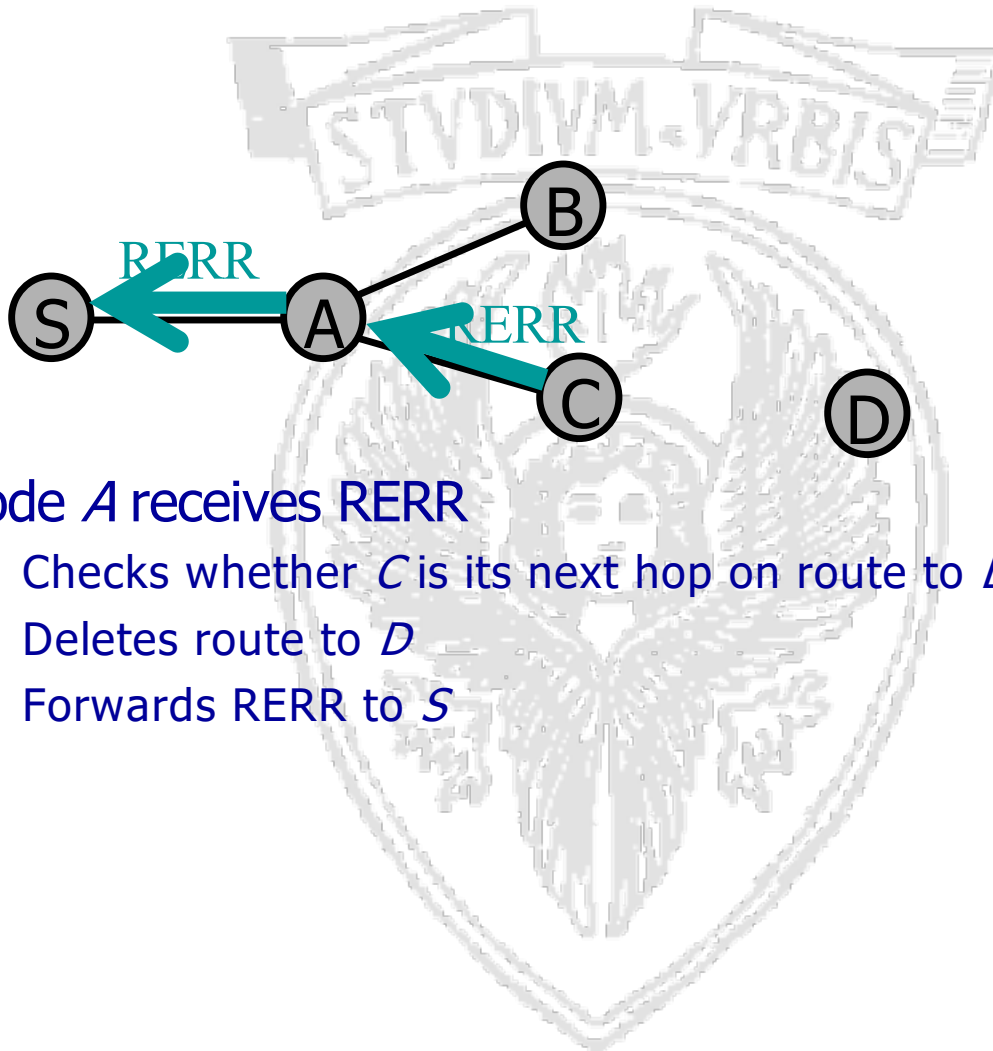 STVDIVM·VRBIS
B
RERR
S
A
RERR
C
D
ode A receives RERR
Checks whether C is its next hop on route to
Deletes route to D
Forwards RERR to S